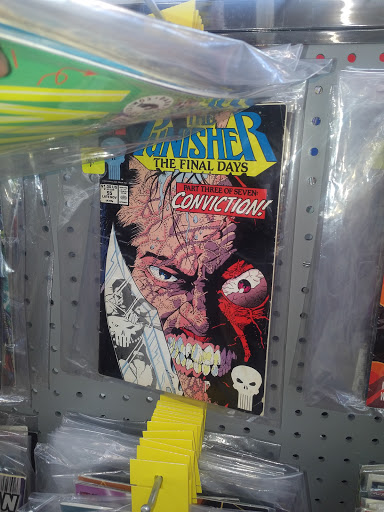 THE
PUNISHER
THE FINAL DAYS
PART THREE OF SEVEN:
CONVICTION!
N